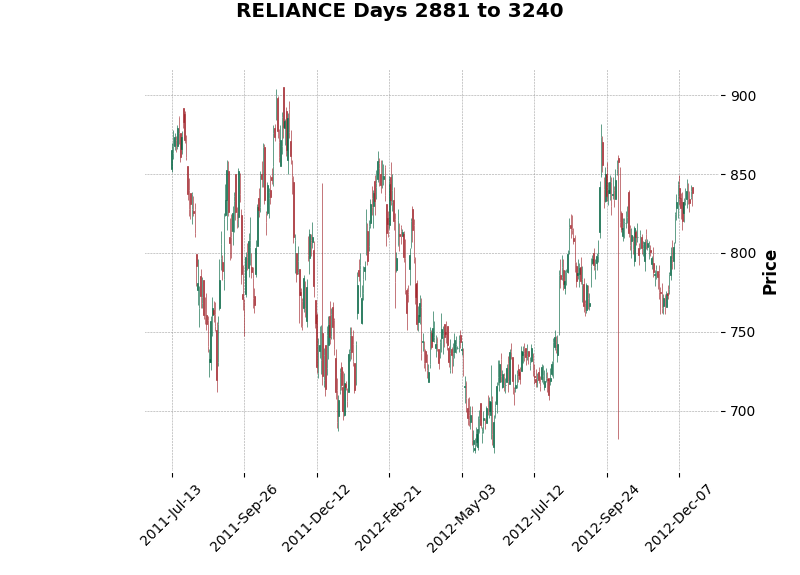 RELIANCE Days 2881 to 3240
900
850
800
750
700
Price
2011-Jul-13
2011-Sep-26
2011-Dec-12
2012-Feb-21
2012-May-03
2012-Jul-12
2012-Sep-24
2012-Dec-07